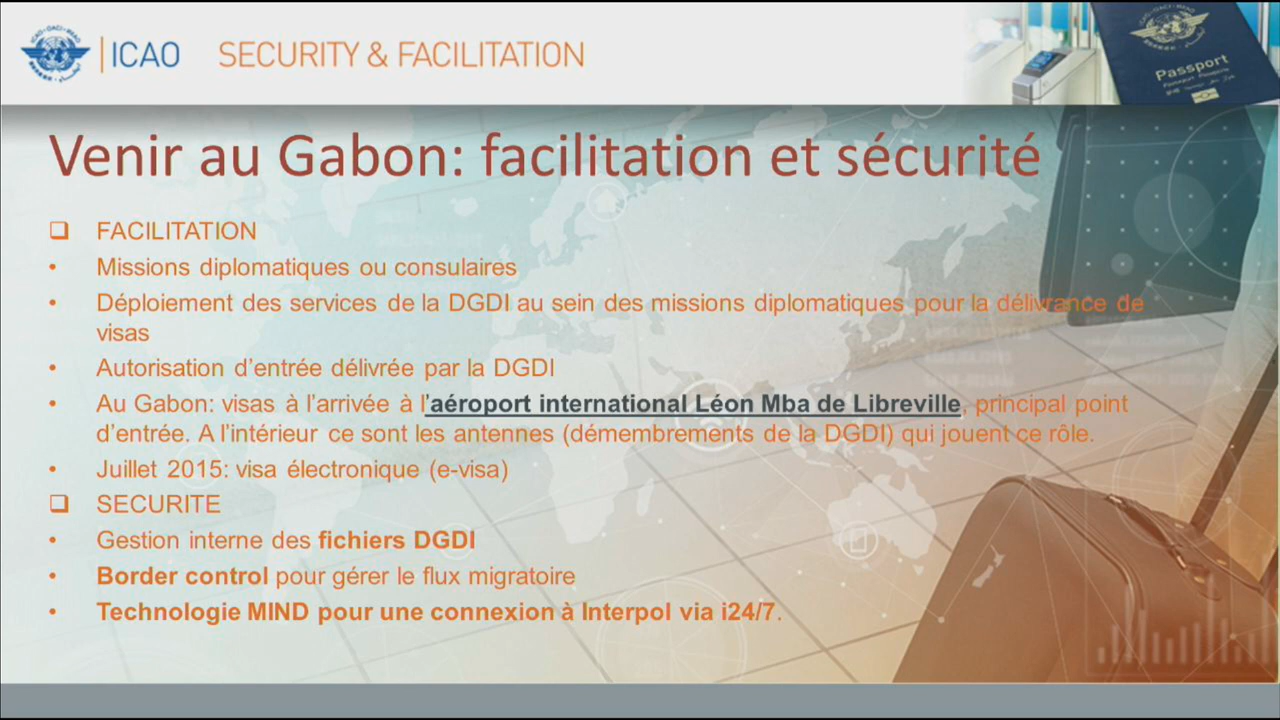 ICAO SECURITY & FACILITATION
ICAO · OACI · ИКАО
Passport
Venir au Gabon: facilitation et sécurité
❑ FACILITATION
• Missions diplomatiques ou consulaires
• Déploiement des services de la DGDI au sein des missions diplomatiques pour la délivrance de
visas
• Autorisation d’entrée délivrée par la DGDI
• Au Gabon: visas à l’arrivée à l’aéroport international Léon Mba de Libreville, principal point
d’entrée. A l’intérieur ce sont les antennes (démembrements de la DGDI) qui jouent ce rôle.
• Juillet 2015: visa électronique (e-visa)
❑ SECURITE
• Gestion interne des fichiers DGDI
• Border control pour gérer le flux migratoire
• Technologie MIND pour une connexion à Interpol via i24/7.